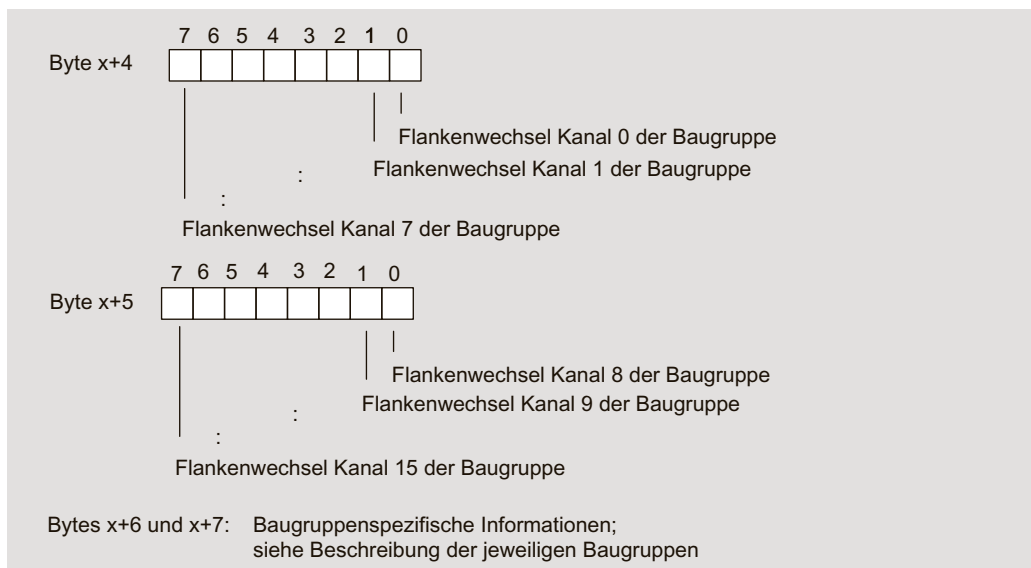 7 6 5 4 3 2 1 0
Byte x+4
Flankenwechsel Kanal 0 der Baugruppe
Flankenwechsel Kanal 1 der Baugruppe
:
:
Flankenwechsel Kanal 7 der Baugruppe
7 6 5 4 3 2 1 0
Byte x+5
Flankenwechsel Kanal 8 der Baugruppe
Flankenwechsel Kanal 9 der Baugruppe
:
:
Flankenwechsel Kanal 15 der Baugruppe
Bytes x+6 und x+7: Baugruppenspezifische Informationen;
siehe Beschreibung der jeweiligen Baugruppen